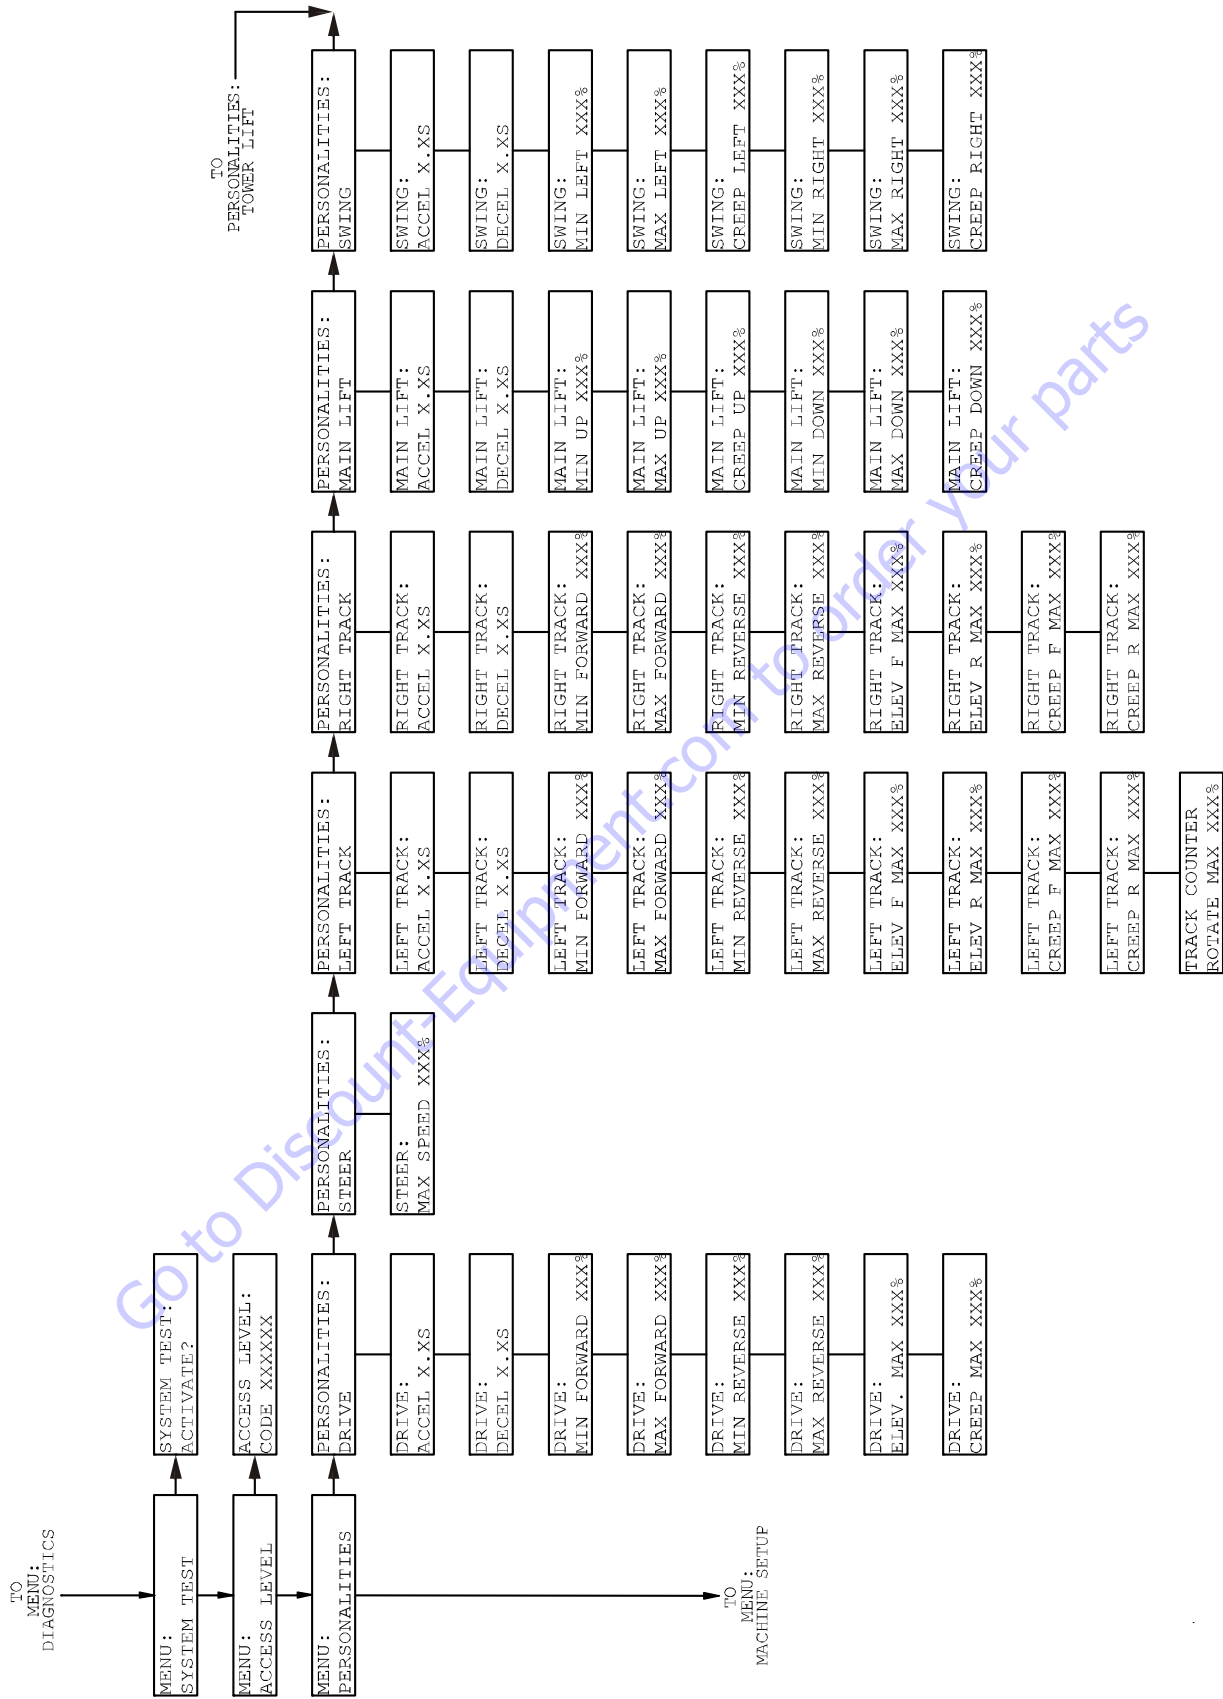 TO
MENU:
DIAGNOSTICS
MENU:
SYSTEM TEST
SYSTEM TEST:
ACTIVATE?
MENU:
ACCESS LEVEL
ACCESS LEVEL:
CODE XXXXXX
MENU:
PERSONALITIES
TO
MENU:
MACHINE SETUP
PERSONALITIES:
DRIVE
DRIVE:
ACCEL X.XS
DRIVE:
DECEL X.XS
DRIVE:
MIN FORWARD XXX%
DRIVE:
MAX FORWARD XXX%
DRIVE:
MIN REVERSE XXX%
DRIVE:
MAX REVERSE XXX%
DRIVE:
ELEV. MAX XXX%
DRIVE:
CREEP MAX XXX%
PERSONALITIES:
STEER
STEER:
MAX SPEED XXX%
PERSONALITIES:
LEFT TRACK
LEFT TRACK:
ACCEL X.XS
LEFT TRACK:
DECEL X.XS
LEFT TRACK:
MIN FORWARD XXX%
LEFT TRACK:
MAX FORWARD XXX%
LEFT TRACK:
MIN REVERSE XXX%
LEFT TRACK:
MAX REVERSE XXX%
LEFT TRACK:
ELEV F MAX XXX%
LEFT TRACK:
ELEV R MAX XXX%
LEFT TRACK:
CREEP F MAX XXX%
LEFT TRACK:
CREEP R MAX XXX%
TRACK COUNTER
ROTATE MAX XXX%
PERSONALITIES:
RIGHT TRACK
RIGHT TRACK:
ACCEL X.XS
RIGHT TRACK:
DECEL X.XS
RIGHT TRACK:
MIN FORWARD XXX%
RIGHT TRACK:
MAX FORWARD XXX%
RIGHT TRACK:
MIN REVERSE XXX%
RIGHT TRACK:
MAX REVERSE XXX%
RIGHT TRACK:
ELEV F MAX XXX%
RIGHT TRACK:
ELEV R MAX XXX%
RIGHT TRACK:
CREEP F MAX XXX%
RIGHT TRACK:
CREEP R MAX XXX%
PERSONALITIES:
MAIN LIFT
MAIN LIFT:
ACCEL X.XS
MAIN LIFT:
DECEL X.XS
MAIN LIFT:
MIN UP XXX%
MAIN LIFT:
MAX UP XXX%
MAIN LIFT:
CREEP UP XXX%
MAIN LIFT:
MIN DOWN XXX%
MAIN LIFT:
MAX DOWN XXX%
MAIN LIFT:
CREEP DOWN XXX%
TO
PERSONALITIES:
TOWER LIFT
PERSONALITIES:
SWING
SWING:
ACCEL X.XS
SWING:
DECEL X.XS
SWING:
MIN LEFT XXX%
SWING:
MAX LEFT XXX%
SWING:
CREEP LEFT XXX%
SWING:
MIN RIGHT XXX%
SWING:
MAX RIGHT XXX%
SWING:
CREEP RIGHT XXX%
Go to Discount-Equipment.com to order your parts